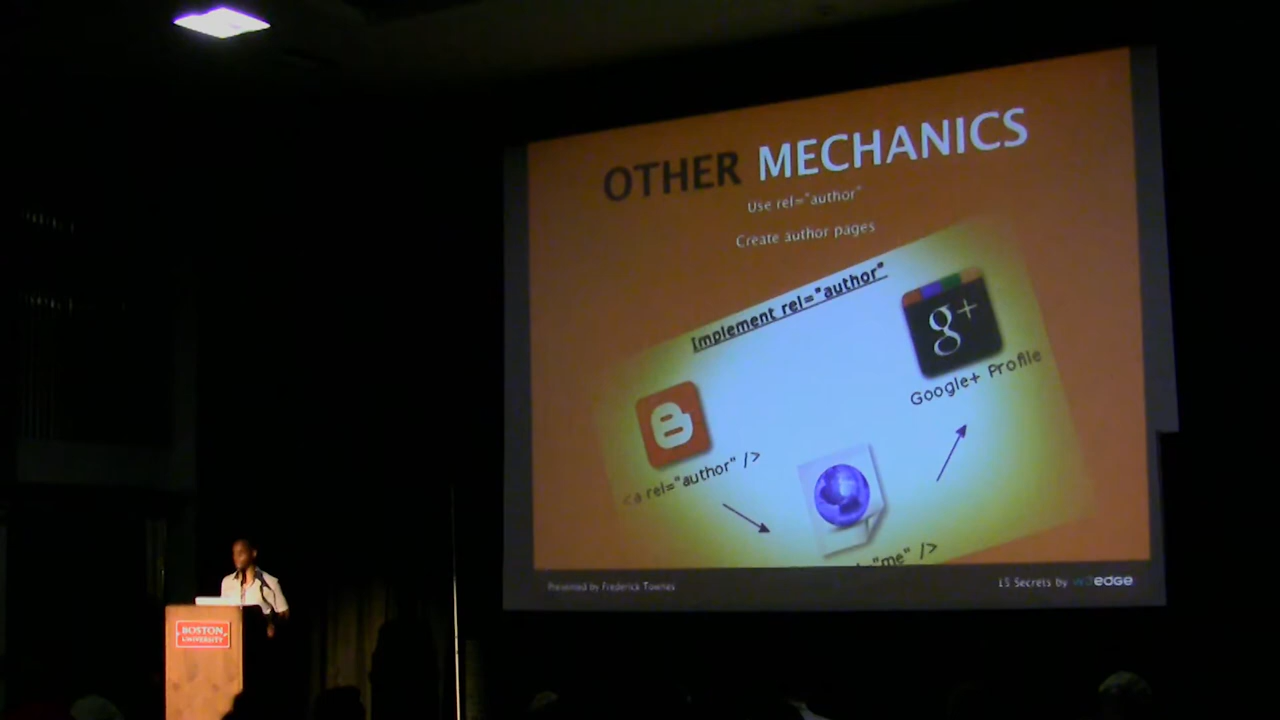 OTHER MECHANICS
Use rel="author"
Create author pages
Implement rel="author"
g+
Google+ Profile
<a rel="author" />
"me" />
Presented by Frederick Townes
15 Secrets by w3edge
BOSTON
UNIVERSITY